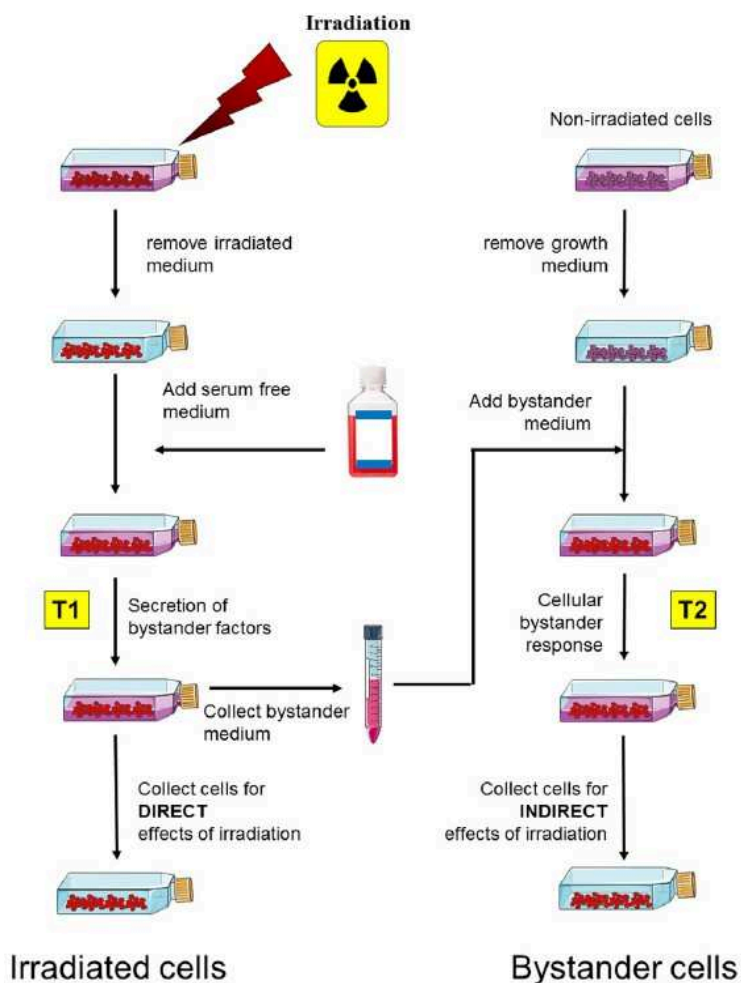 Irradiation
Non-irradiated cells
remove irradiated
medium
remove growth
medium
Add serum free
medium
Add bystander
medium
T1
Secretion of
bystander factors
Cellular
bystander
response
T2
Collect bystander
medium
Collect cells for
DIRECT
effects of irradiation
Collect cells for
INDIRECT
effects of irradiation
Irradiated cells
Bystander cells